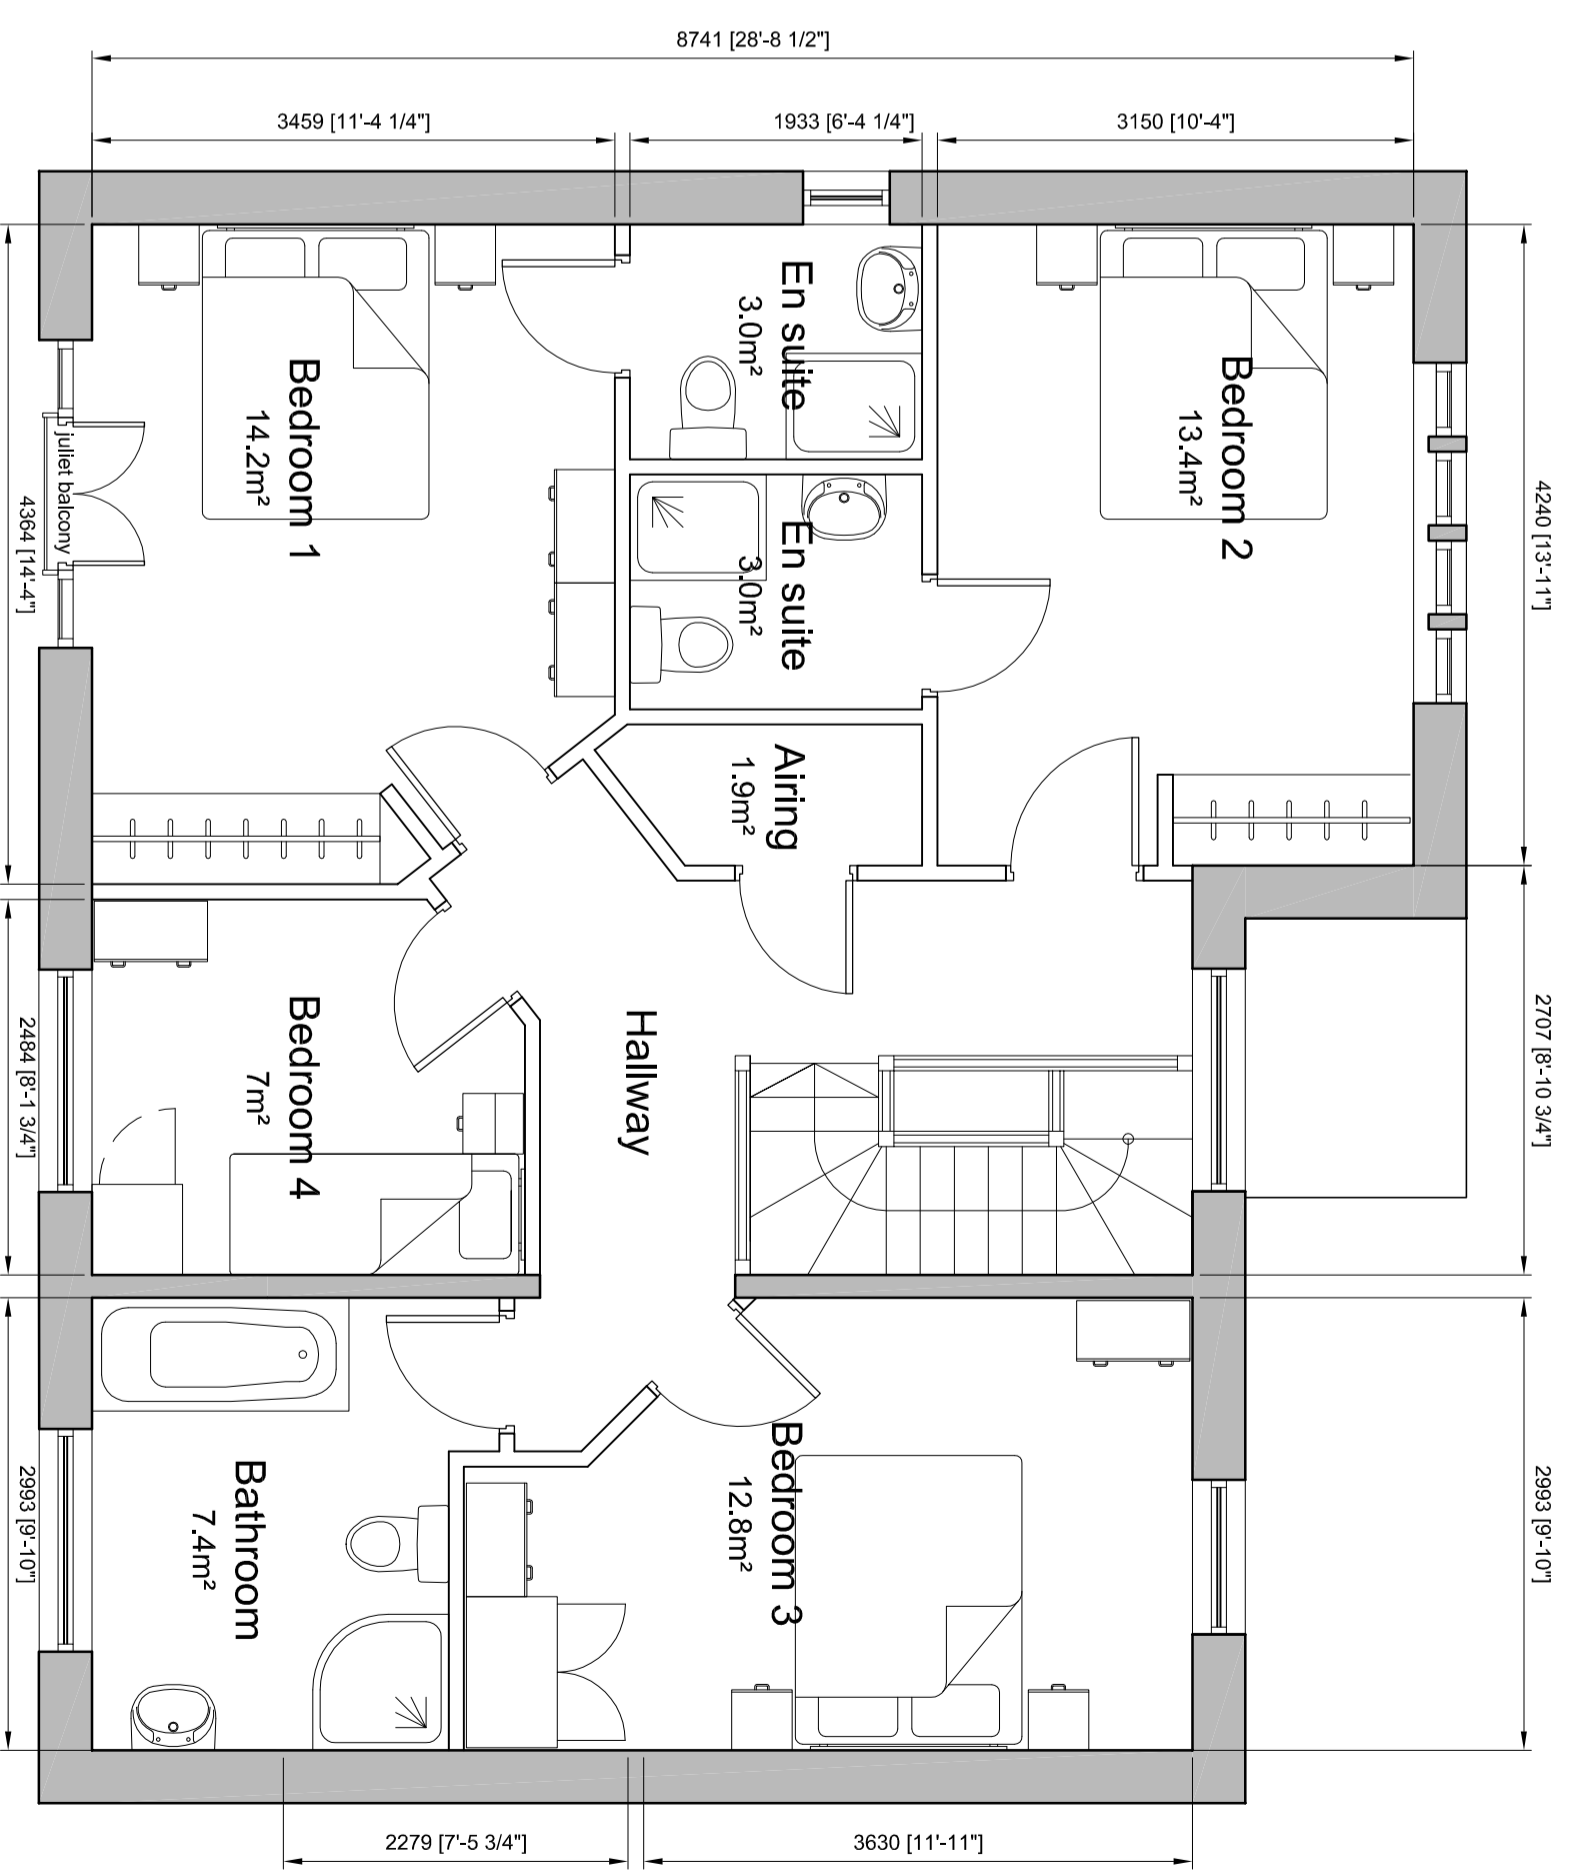 8741 [28'-8 1/2"]
3459 [11'-4 1/4"]
1933 [6'-4 1/4"]
3150 [10'-4"]
En suite
3.0m²
Bedroom 1
14.2m²
Bedroom 2
13.4m²
juliet balcony
4364 [14'-4"]
4240 [13'-11"]
En suite
3.0m²
Airing
1.9m²
Hallway
Bedroom 4
7m²
2484 [8'-1 3/4"]
2707 [8'-10 3/4"]
Bedroom 3
12.8m²
Bathroom
7.4m²
2993 [9'-10"]
2993 [9'-10"]
2279 [7'-5 3/4"]
3630 [11'-11"]